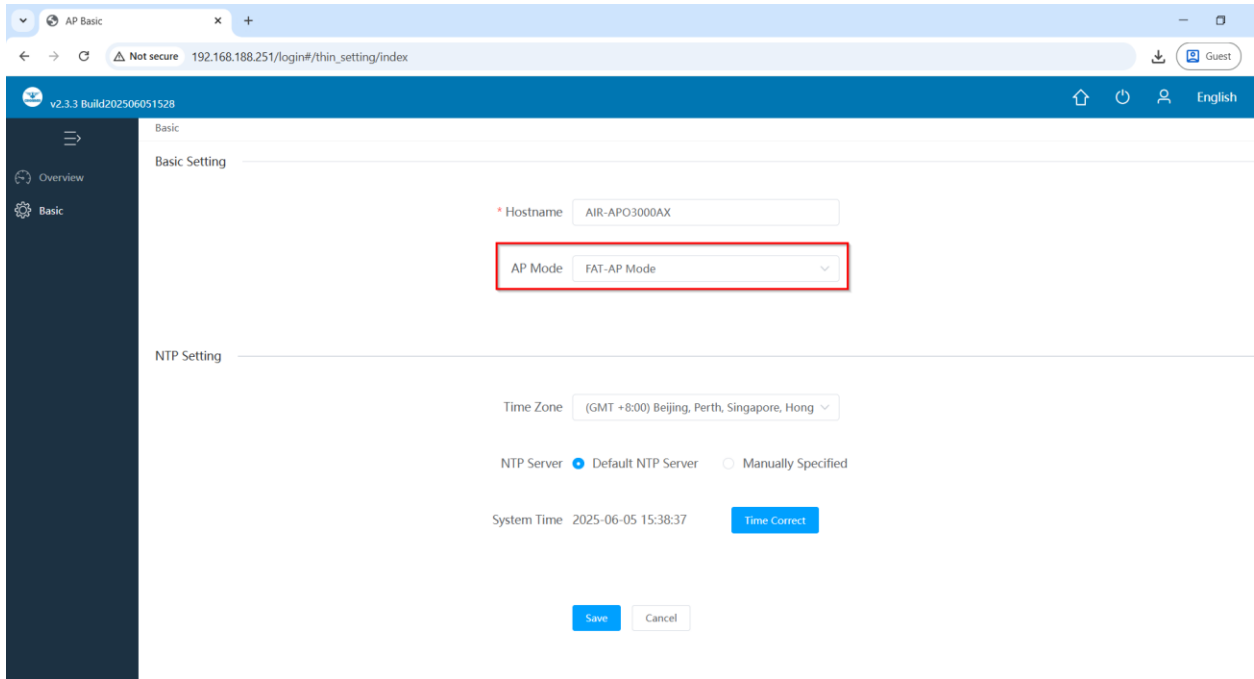 AP Basic
Not secure 192.168.188.251/login#/thin_setting/index
Guest
v2.3.3 Build202506051528
English
Basic
Overview
Basic
Basic Setting
* Hostname AIR-APO3000AX
AP Mode FAT-AP Mode
NTP Setting
Time Zone (GMT +8:00) Beijing, Perth, Singapore, Hong
NTP Server Default NTP Server Manually Specified
System Time 2025-06-05 15:38:37 Time Correct
Save Cancel